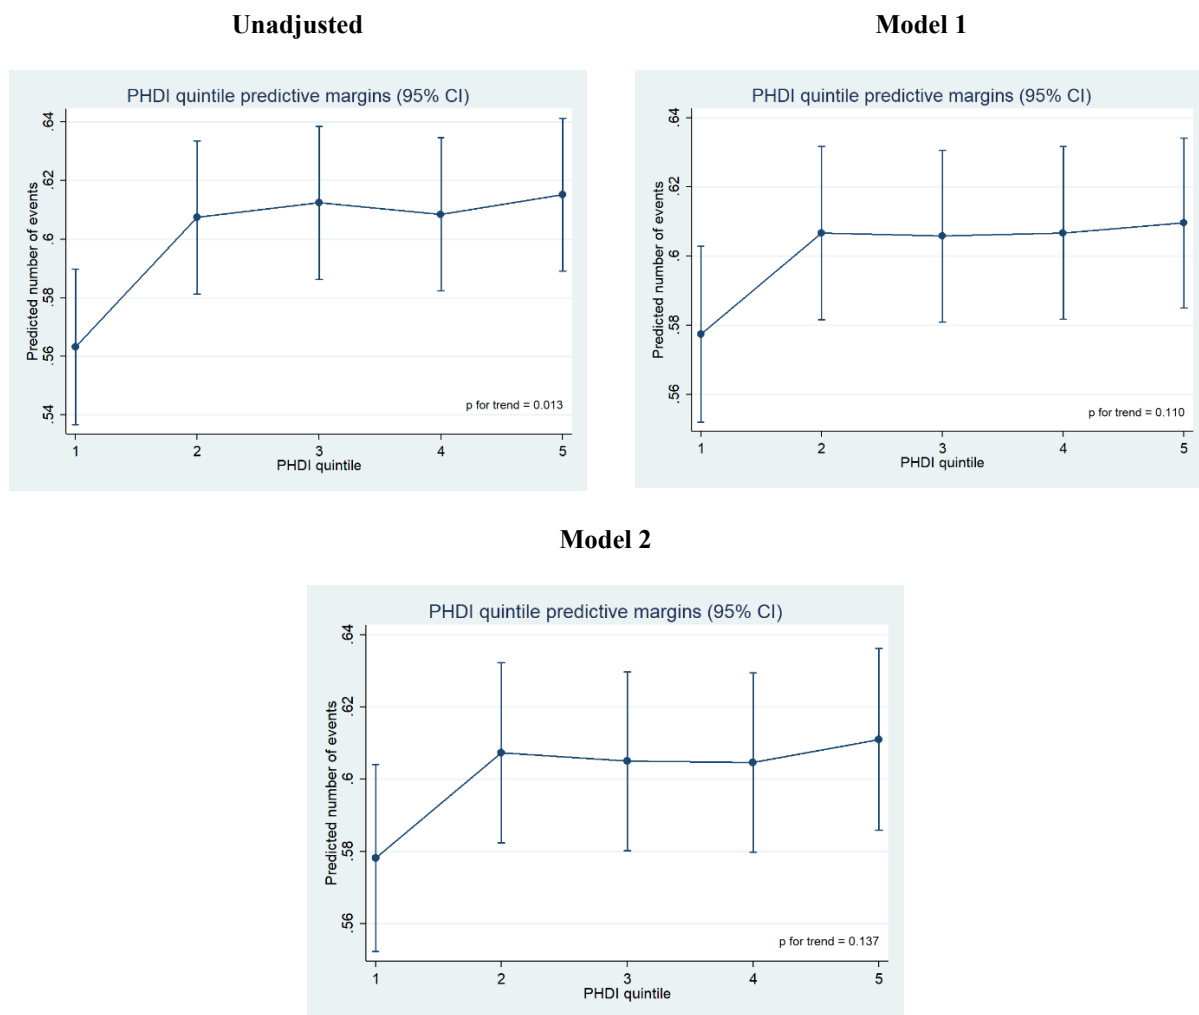 Unadjusted
PHDI quintile predictive margins (95% CI)
Predicted number of events
.64
.62
.6
.58
.56
.54
p for trend = 0.013
1 2 3 4 5
PHDI quintile
Model 1
PHDI quintile predictive margins (95% CI)
Predicted number of events
.64
.62
.6
.58
.56
p for trend = 0.110
1 2 3 4 5
PHDI quintile
Model 2
PHDI quintile predictive margins (95% CI)
Predicted number of events
.64
.62
.6
.58
.56
p for trend = 0.137
1 2 3 4 5
PHDI quintile